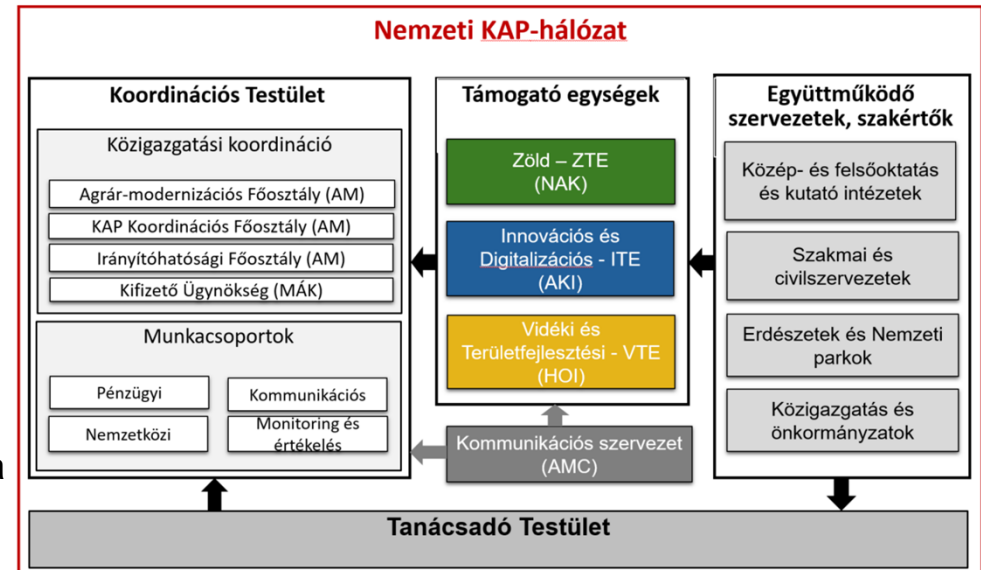 Nemzeti KAP-hálózat
Koordinációs Testület
Közigazgatási koordináció
Agrár-modernizációs Főosztály (AM)
KAP Koordinációs Főosztály (AM)
Irányítóhatósági Főosztály (AM)
Kifizető Ügynökség (MÁK)
Munkacsoportok
Pénzügyi
Kommunikációs
Nemzetközi
Monitoring és
értékelés
Támogató egységek
Zöld – ZTE
(NAK)
Innovációs és
Digitalizációs - ITE
(AKI)
Vidéki és
Területfejlesztési - VTE
(HOI)
Kommunikációs szervezet
(AMC)
Együttműködő
szervezetek, szakértők
Közép- és felsőoktatás
és kutató intézetek
Szakmai és
civilszervezetek
Erdészetek és Nemzeti
parkok
Közigazgatás és
önkormányzatok
Tanácsadó Testület